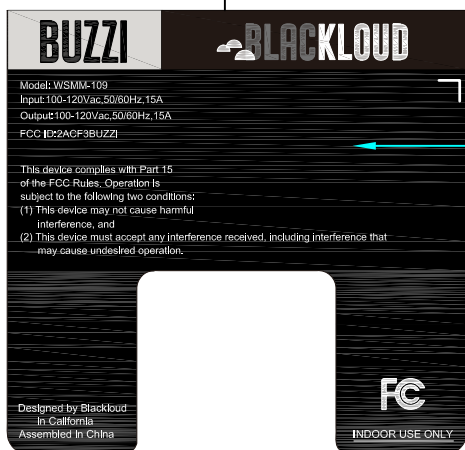 BUZZI
BLACKLOUD
Model: WSMM-109
Input:100-120Vac,50/60Hz,15A
Output:100-120Vac,50/60Hz,15A
FCC ID:2ACF3BUZZI
This device complies with Part 15
of the FCC Rules, Operation is
subject to the following two conditions:
(1) This device may not cause harmful
interference, and
(2) This device must accept any interference received, including interference that
may cause undesired operation.
FC
Designed by Blackloud
in California
Assembled In China
INDOOR USE ONLY